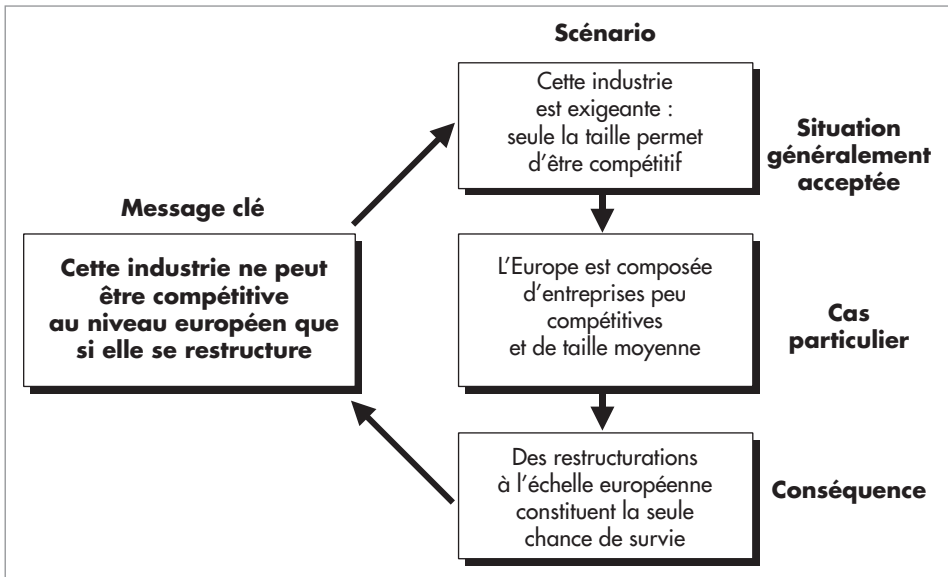 Scénario
Cette industrie
est exigeante :
seule la taille permet
d'être compétitif
Situation
généralement
acceptée
Message clé
Cette industrie ne peut
être compétitive
au niveau européen que
si elle se restructure
L'Europe est composée
d'entreprises peu
compétitives
et de taille moyenne
Cas
particulier
Des restructurations
à l'échelle européenne
constituent la seule
chance de survie
Conséquence